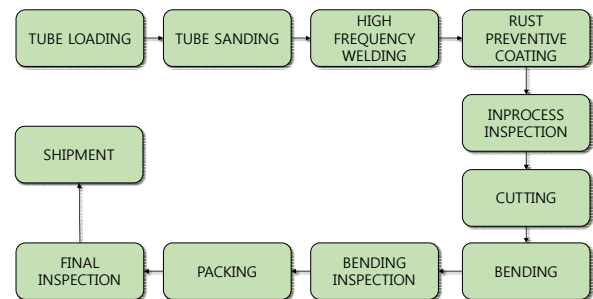 TUBE LOADING
TUBE SANDING
HIGH
FREQUENCY
WELDING
RUST
PREVENTIVE
COATING
INPROCESS
INSPECTION
CUTTING
BENDING
BENDING
INSPECTION
PACKING
FINAL
INSPECTION
SHIPMENT